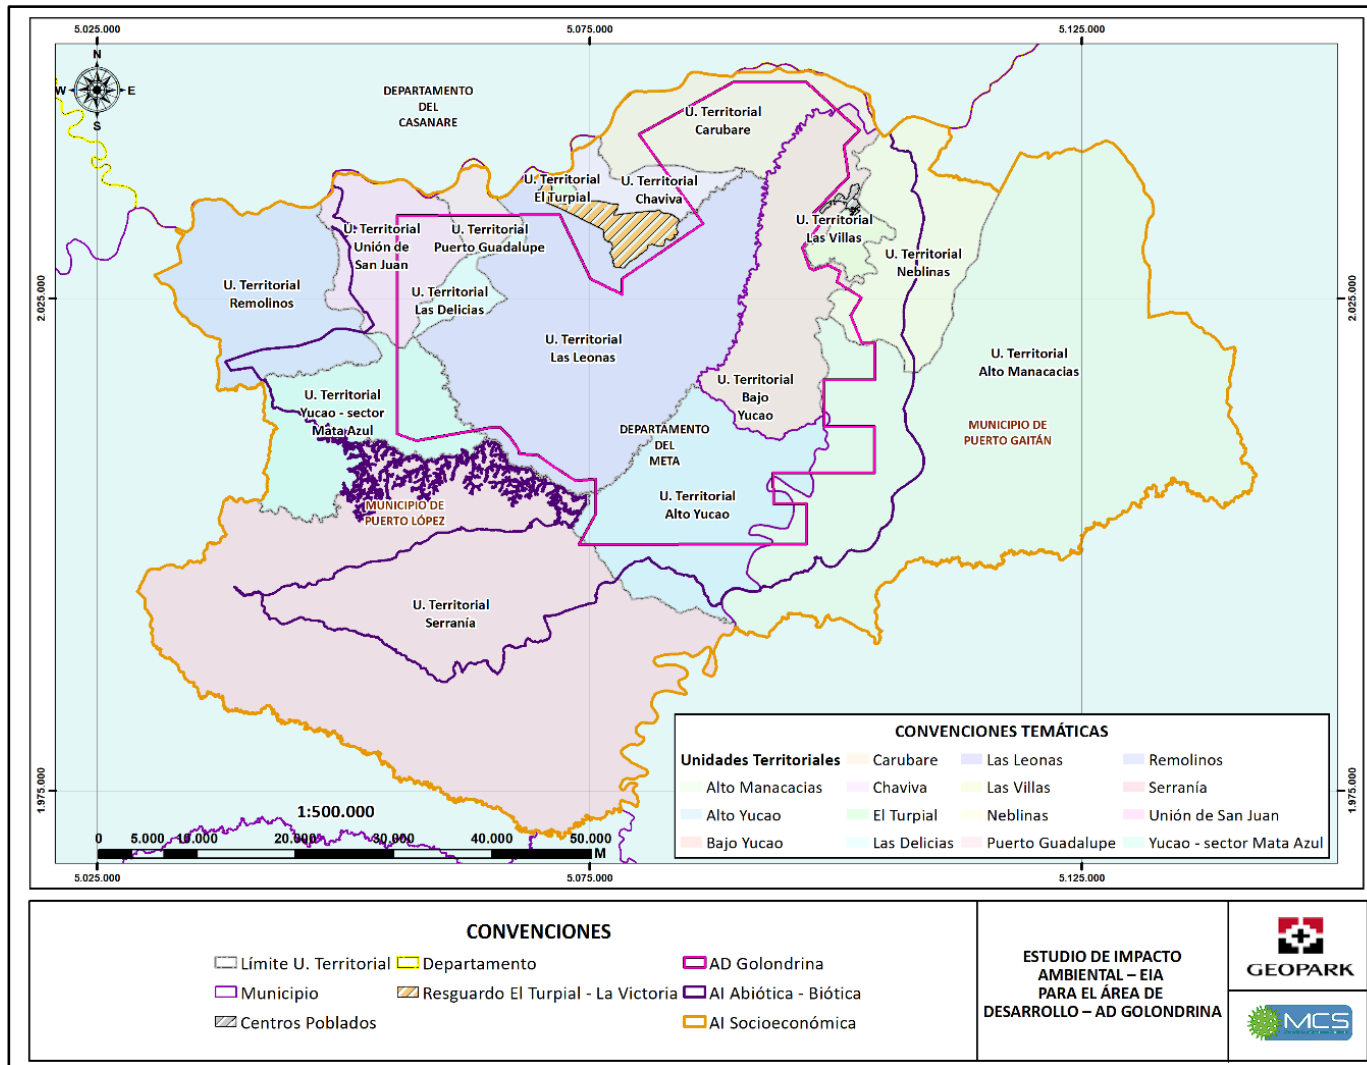 5.025.000
5.075.000
5.125.000
N
W
E
S
DEPARTAMENTO
DEL
CASANARE
U. Territorial
Carubare
U. Territorial
El Turpial
U. Territorial
Chaviva
U. Territorial
Unión de
San Juan
U. Territorial
Puerto Guadalupe
U. Territorial
Las Villas
U. Territorial
Neblinas
U. Territorial
Remolinos
U. Territorial
Las Delicias
2.025.000
2.025.000
U. Territorial
Las Leonas
U. Territorial
Alto Manacacias
U. Territorial
Bajo
Yucao
U. Territorial
Yucao - sector
Mata Azul
DEPARTAMENTO
DEL
META
MUNICIPIO DE
PUERTO GAITÁN
MUNICIPIO DE
PUERTO LÓPEZ
U. Territorial
Alto Yucao
U. Territorial
Serranía
1.975.000
1.975.000
CONVENCIONES TEMÁTICAS
Unidades Territoriales
Carubare
Las Leonas
Remolinos
Alto Manacacias
Chaviva
Las Villas
Serranía
Alto Yucao
El Turpial
Neblinas
Unión de San Juan
Bajo Yucao
Las Delicias
Puerto Guadalupe
Yucao - sector Mata Azul
1:500.000
0
5.000
10.000
20.000
30.000
40.000
50.000
M
5.025.000
5.075.000
5.125.000
CONVENCIONES
Límite U. Territorial
Departamento
AD Golondrina
Municipio
Resguardo El Turpial - La Victoria
AI Abiótica - Biótica
Centros Poblados
AI Socioeconómica
ESTUDIO DE IMPACTO
AMBIENTAL – EIA
PARA EL ÁREA DE
DESARROLLO – AD GOLONDRINA
GEOPARK
MCS